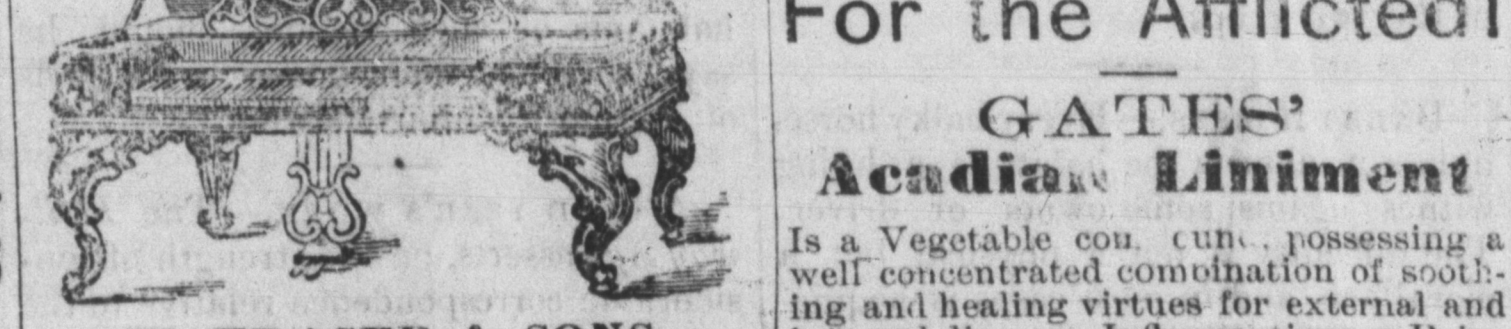 & SONS
For the Afflicted!
GATES’
Acadian Liniment
Is a Vegetable possessing a
well concentrated combination of sooth-
ing and healing virtues for external and